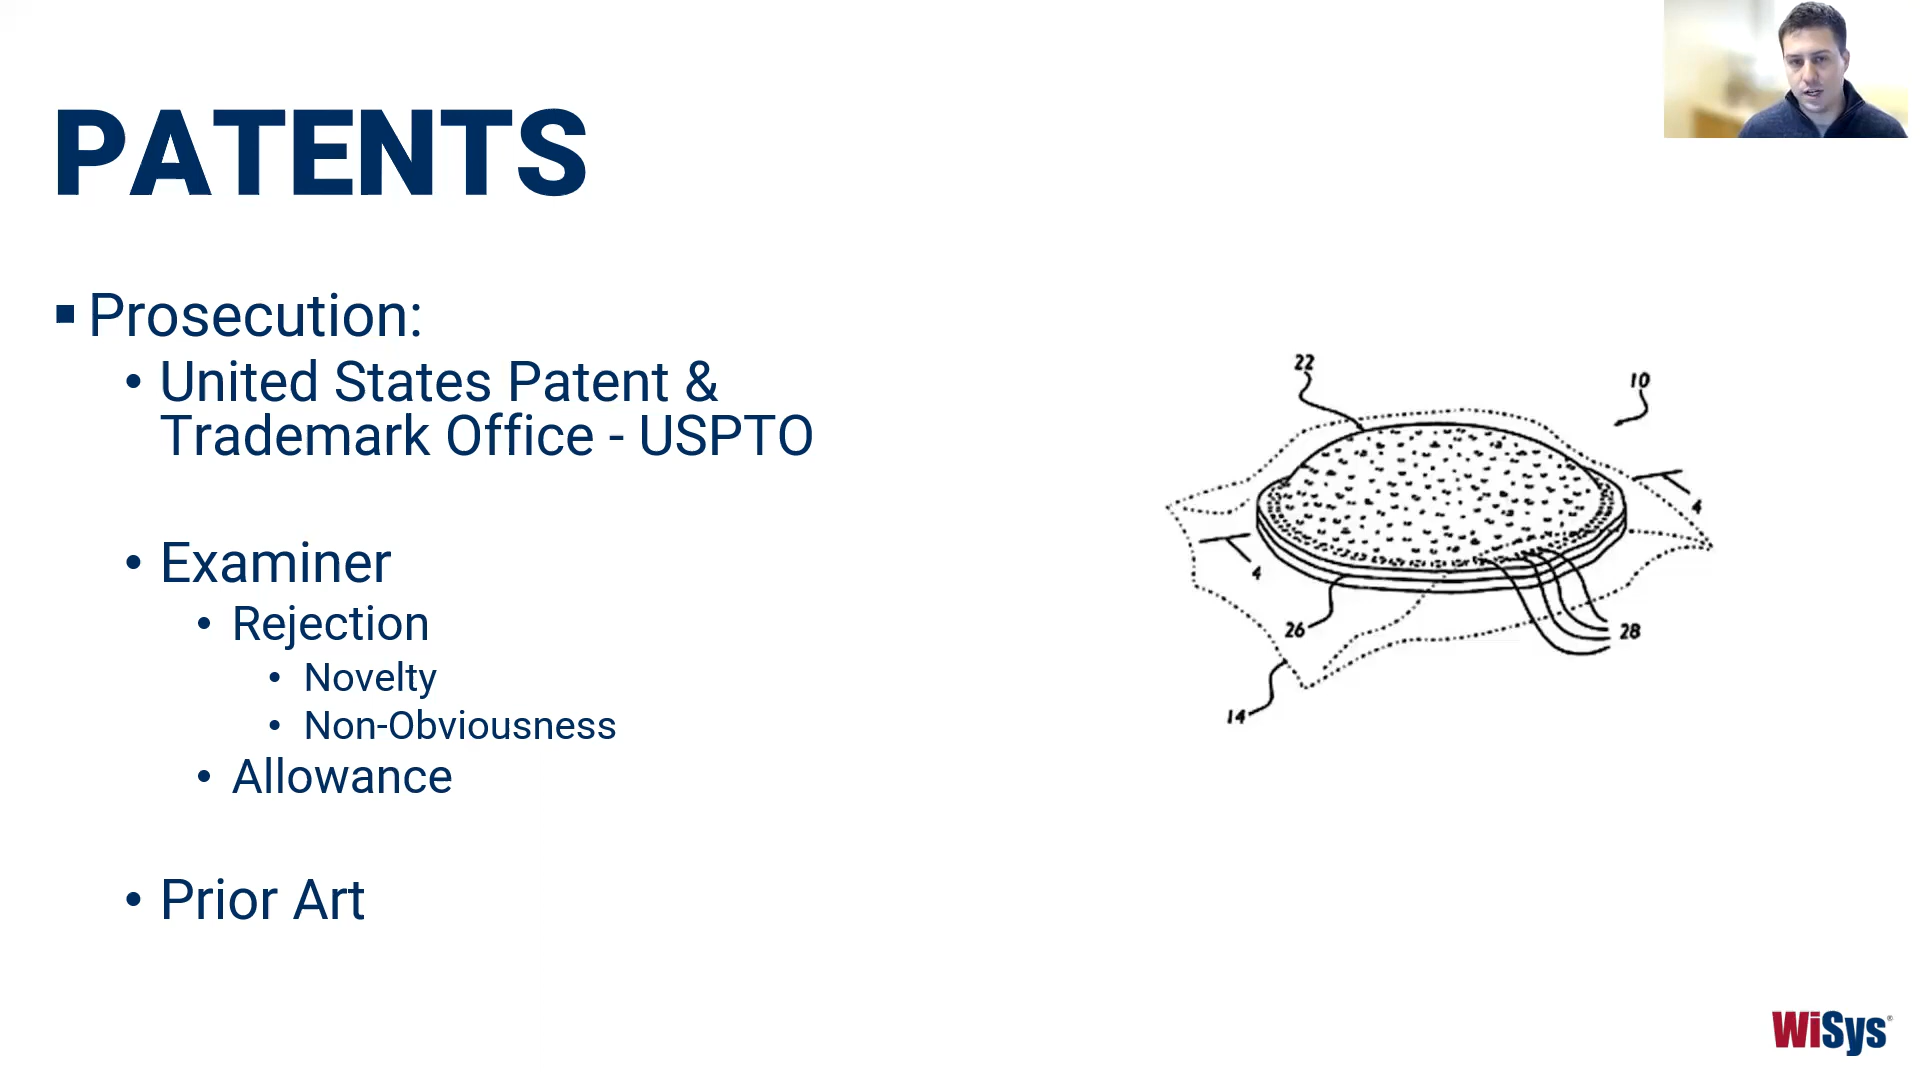 PATENTS
▪ Prosecution:
• United States Patent &
Trademark Office - USPTO
• Examiner
• Rejection
• Novelty
• Non-Obviousness
• Allowance
• Prior Art
22
10
4
4
26
28
14
WiSys®